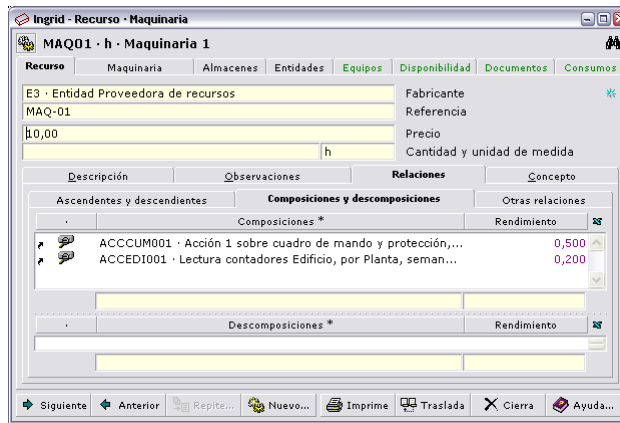 Ingrid - Recurso · Maquinaria
MAQ01 · h · Maquinaria 1
Recurso Maquinaria Almacenes Entidades Equipos Disponibilidad Documentos Consumos
E3 · Entidad Proveedora de recursos Fabricante
MAQ-01 Referencia
10,00 Precio
h Cantidad y unidad de medida
Descripción Observaciones Relaciones Concepto
Ascendentes y descendientes Composiciones y descomposiciones Otras relaciones
· Composiciones * Rendimiento
ACCCUM001 · Acción 1 sobre cuadro de mando y protección,... 0,500
ACCEDI001 · Lectura contadores Edificio, por Planta, seman... 0,200
· Descomposiciones * Rendimiento
Siguiente Anterior Repite... Nuevo... Imprime Traslada Cierra Ayuda...